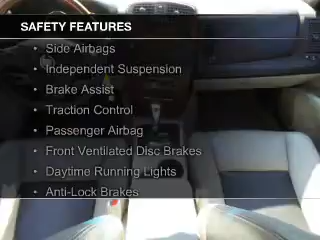 SAFETY FEATURES
• Side Airbags
• Independent Suspension
• Brake Assist
• Traction Control
• Passenger Airbag
• Front Ventilated Disc Brakes
• Daytime Running Lights
• Anti-Lock Brakes